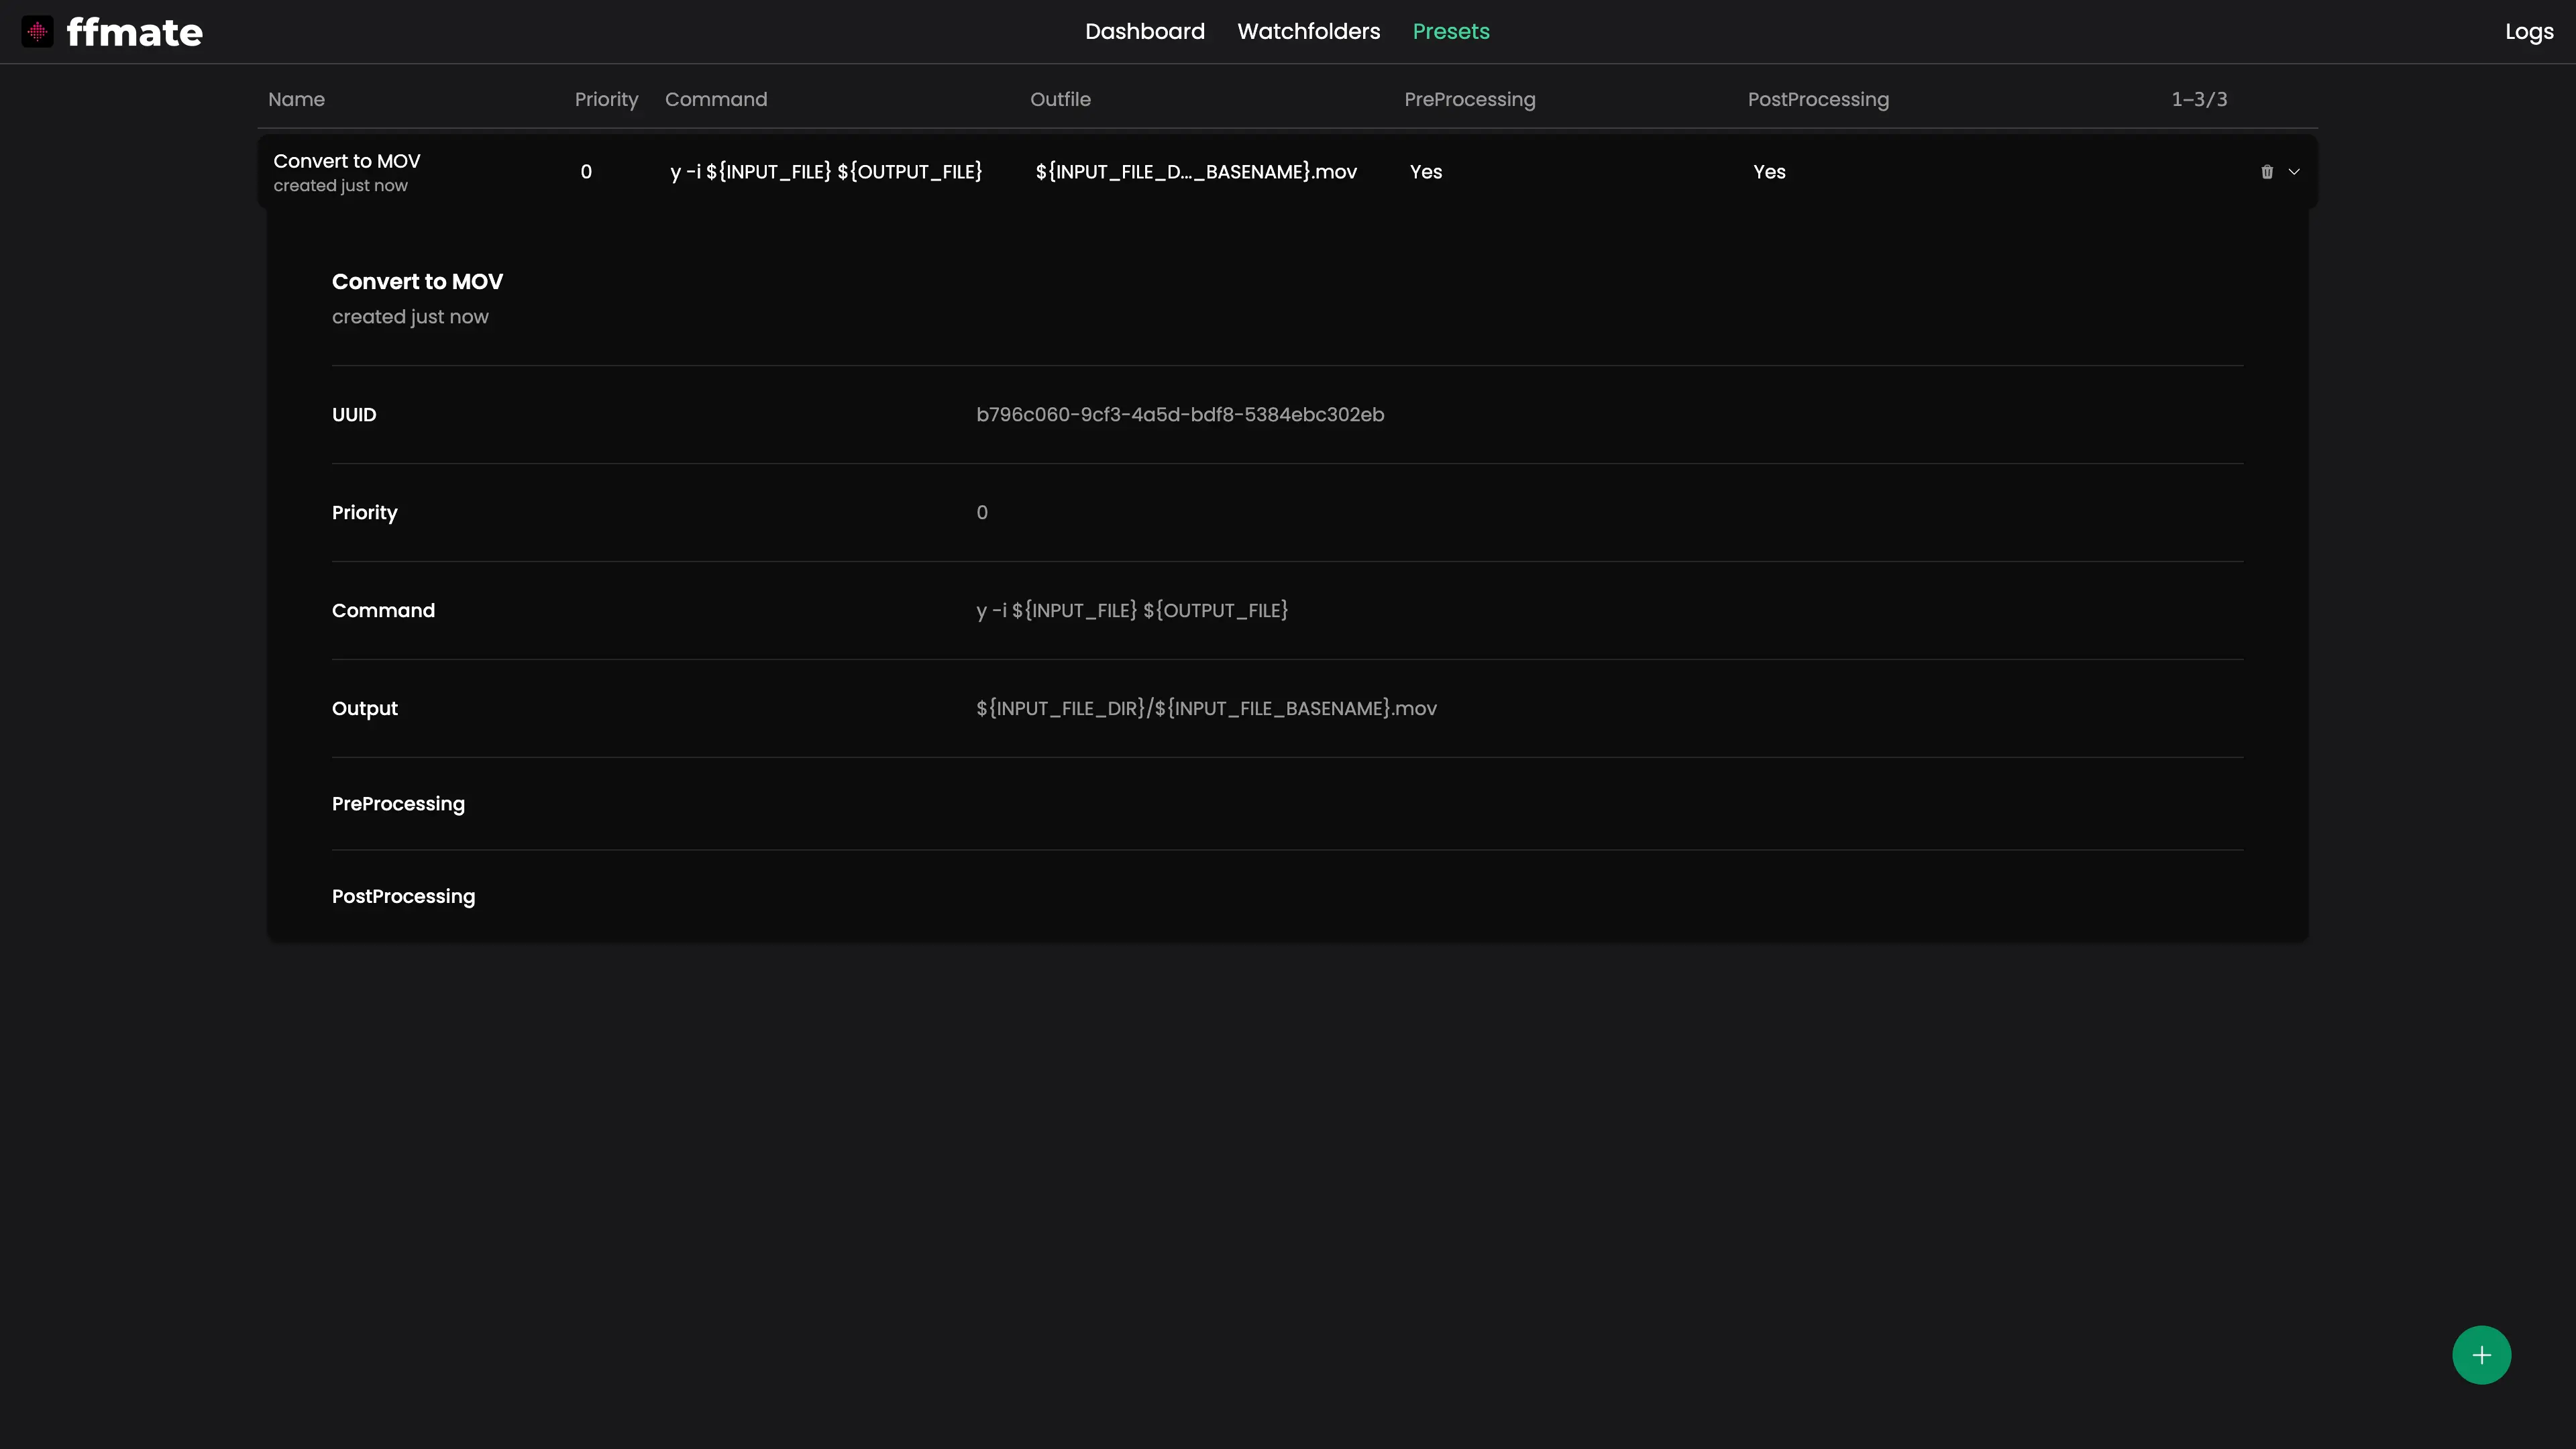 ffmate
Dashboard Watchfolders Presets
Logs
Name Priority Command Outfile PreProcessing PostProcessing 1–3/3
Convert to MOV
created just now
0 y -i ${INPUT_FILE} ${OUTPUT_FILE} ${INPUT_FILE_D..._BASENAME}.mov Yes Yes
Convert to MOV
created just now
UUID b796c060-9cf3-4a5d-bdf8-5384ebc302eb
Priority 0
Command y -i ${INPUT_FILE} ${OUTPUT_FILE}
Output ${INPUT_FILE_DIR}/${INPUT_FILE_BASENAME}.mov
PreProcessing
PostProcessing